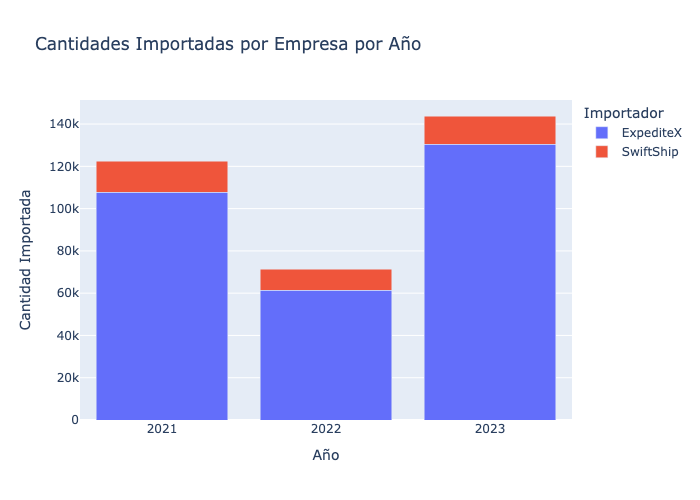 Cantidades Importadas por Empresa por Año
Importador
ExpediteX
SwiftShip
Cantidad Importada
140k
120k
100k
80k
60k
40k
20k
0
2021
2022
2023
Año